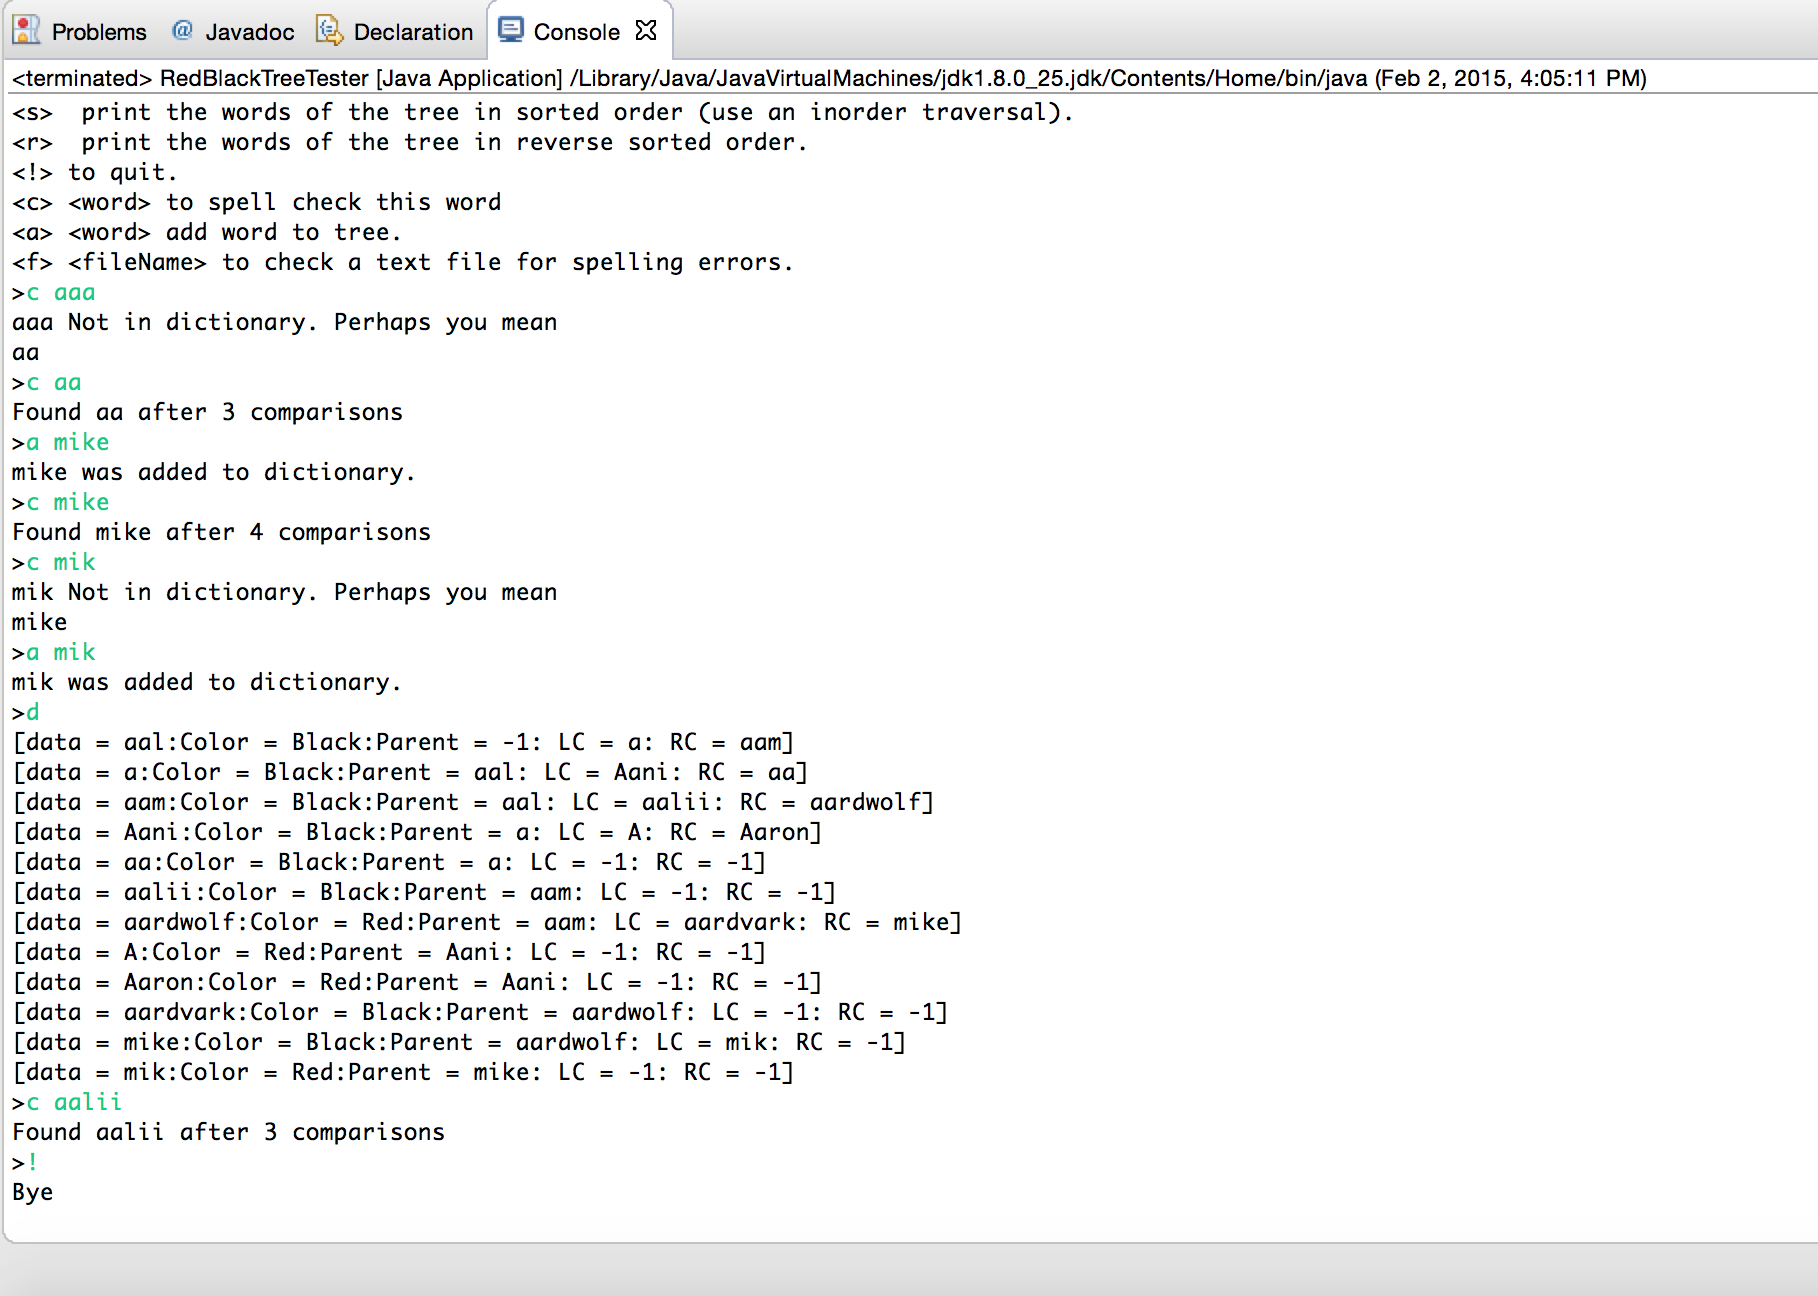 Problems @ Javadoc Declaration Console
<terminated> RedBlackTreeTester [Java Application] /Library/Java/JavaVirtualMachines/jdk1.8.0_25.jdk/Contents/Home/bin/java (Feb 2, 2015, 4:05:11 PM)
<s>  print the words of the tree in sorted order (use an inorder traversal).
<r>  print the words of the tree in reverse sorted order.
<!> to quit.
<c> <word> to spell check this word
<a> <word> add word to tree.
<f> <fileName> to check a text file for spelling errors.
>c aaa
aaa Not in dictionary. Perhaps you mean
aa
>c aa
Found aa after 3 comparisons
>a mike
mike was added to dictionary.
>c mike
Found mike after 4 comparisons
>c mik
mik Not in dictionary. Perhaps you mean
mike
>a mik
mik was added to dictionary.
>d
[data = aal:Color = Black:Parent = -1: LC = a: RC = aam]
[data = a:Color = Black:Parent = aal: LC = Aani: RC = aa]
[data = aam:Color = Black:Parent = aal: LC = aalii: RC = aardwolf]
[data = Aani:Color = Black:Parent = a: LC = A: RC = Aaron]
[data = aa:Color = Black:Parent = a: LC = -1: RC = -1]
[data = aalii:Color = Black:Parent = aam: LC = -1: RC = -1]
[data = aardwolf:Color = Red:Parent = aam: LC = aardvark: RC = mike]
[data = A:Color = Red:Parent = Aani: LC = -1: RC = -1]
[data = Aaron:Color = Red:Parent = Aani: LC = -1: RC = -1]
[data = aardvark:Color = Black:Parent = aardwolf: LC = -1: RC = -1]
[data = mike:Color = Black:Parent = aardwolf: LC = mik: RC = -1]
[data = mik:Color = Red:Parent = mike: LC = -1: RC = -1]
>c aalii
Found aalii after 3 comparisons
>!
Bye